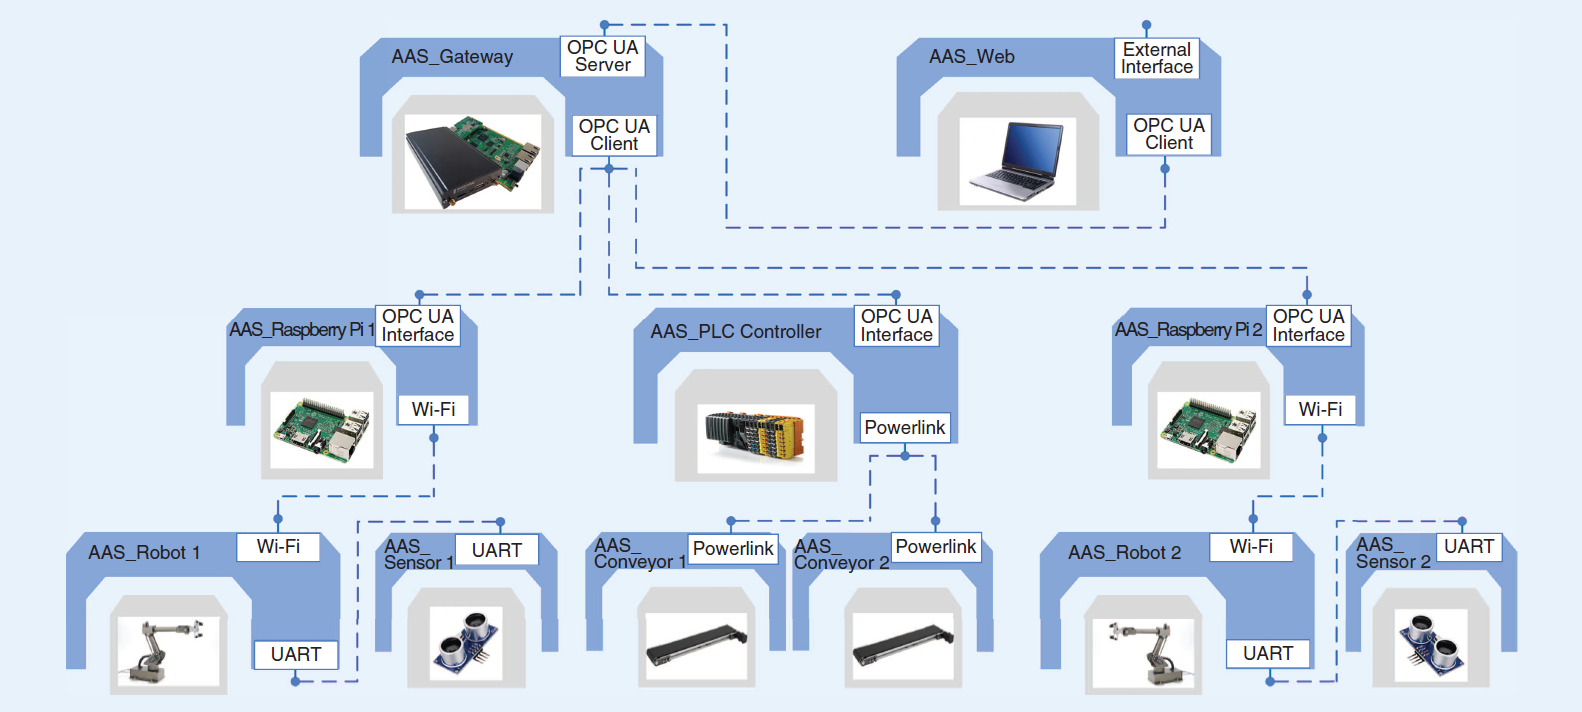 AAS_Gateway
OPC UA
Server
OPC UA
Client
AAS_Web
External
Interface
OPC UA
Client
AAS_Raspberry Pi 1
OPC UA
Interface
Wi-Fi
AAS_PLC Controller
OPC UA
Interface
Powerlink
AAS_Raspberry Pi 2
OPC UA
Interface
Wi-Fi
AAS_Robot 1
Wi-Fi
UART
AAS_
Sensor 1
UART
AAS_
Conveyor 1
Powerlink
AAS_
Conveyor 2
Powerlink
AAS_Robot 2
Wi-Fi
UART
AAS_
Sensor 2
UART